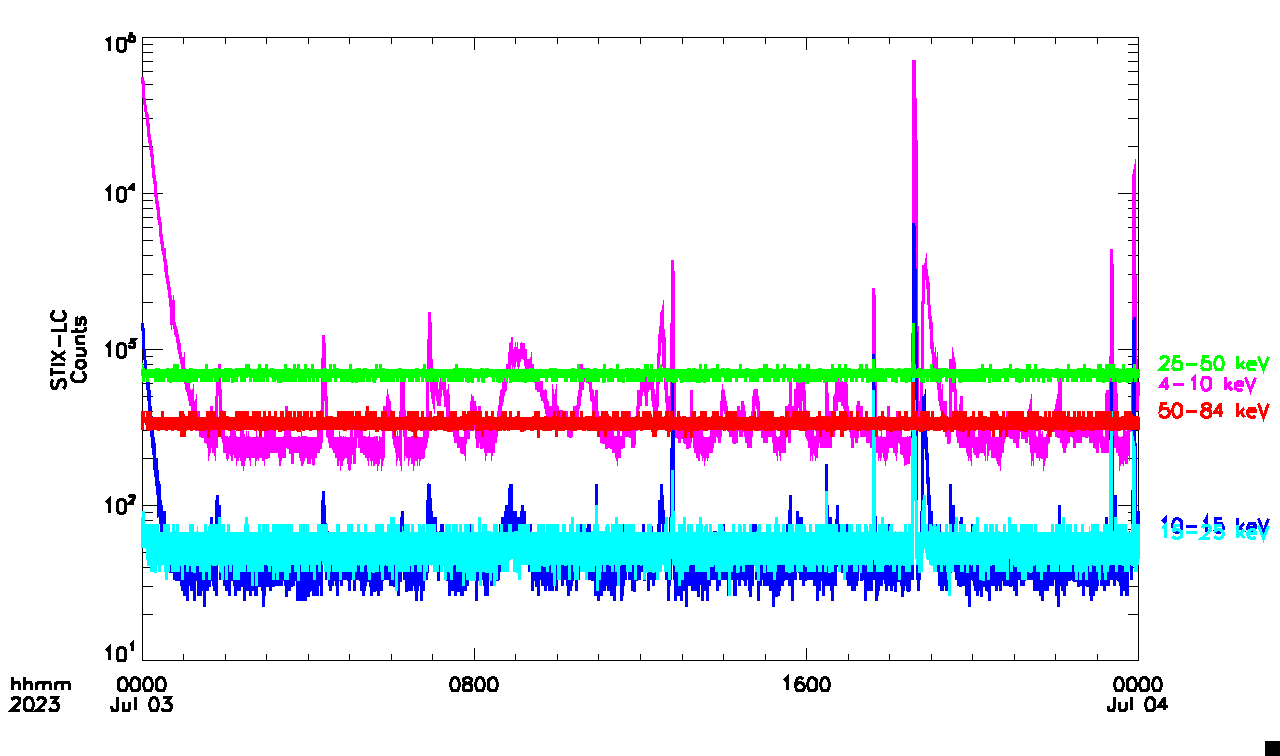 10⁵
10⁴
10³
10²
10¹
STIX-LC
Counts
25-50 keV
4-10 keV
50-84 keV
10-15 keV
15-25 keV
hhmm
2023
0000
Jul 03
0800
1600
0000
Jul 04